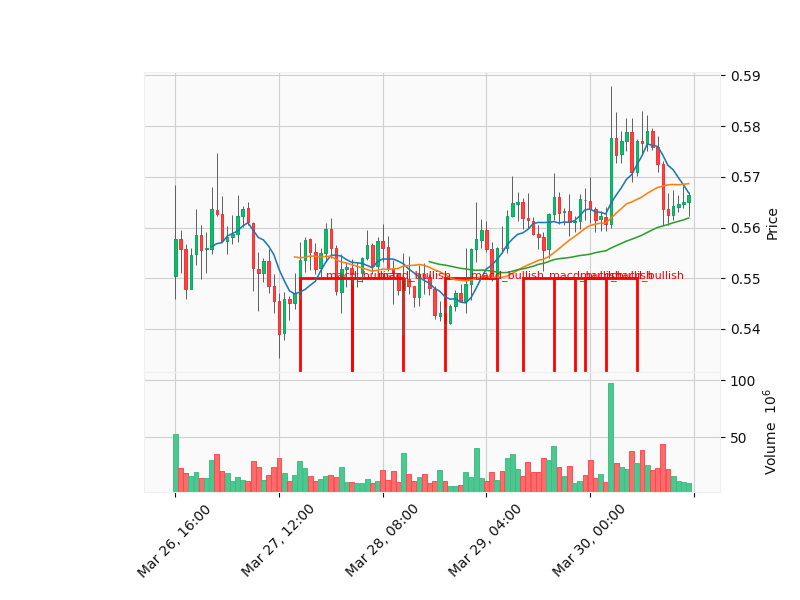 0.59
0.58
0.57
0.56
0.55
0.54
Price
macd_bullish
macd_bullish
macd_bullish
100
50
Volume 10⁶
Mar 26, 16:00
Mar 27, 12:00
Mar 28, 08:00
Mar 29, 04:00
Mar 30, 00:00